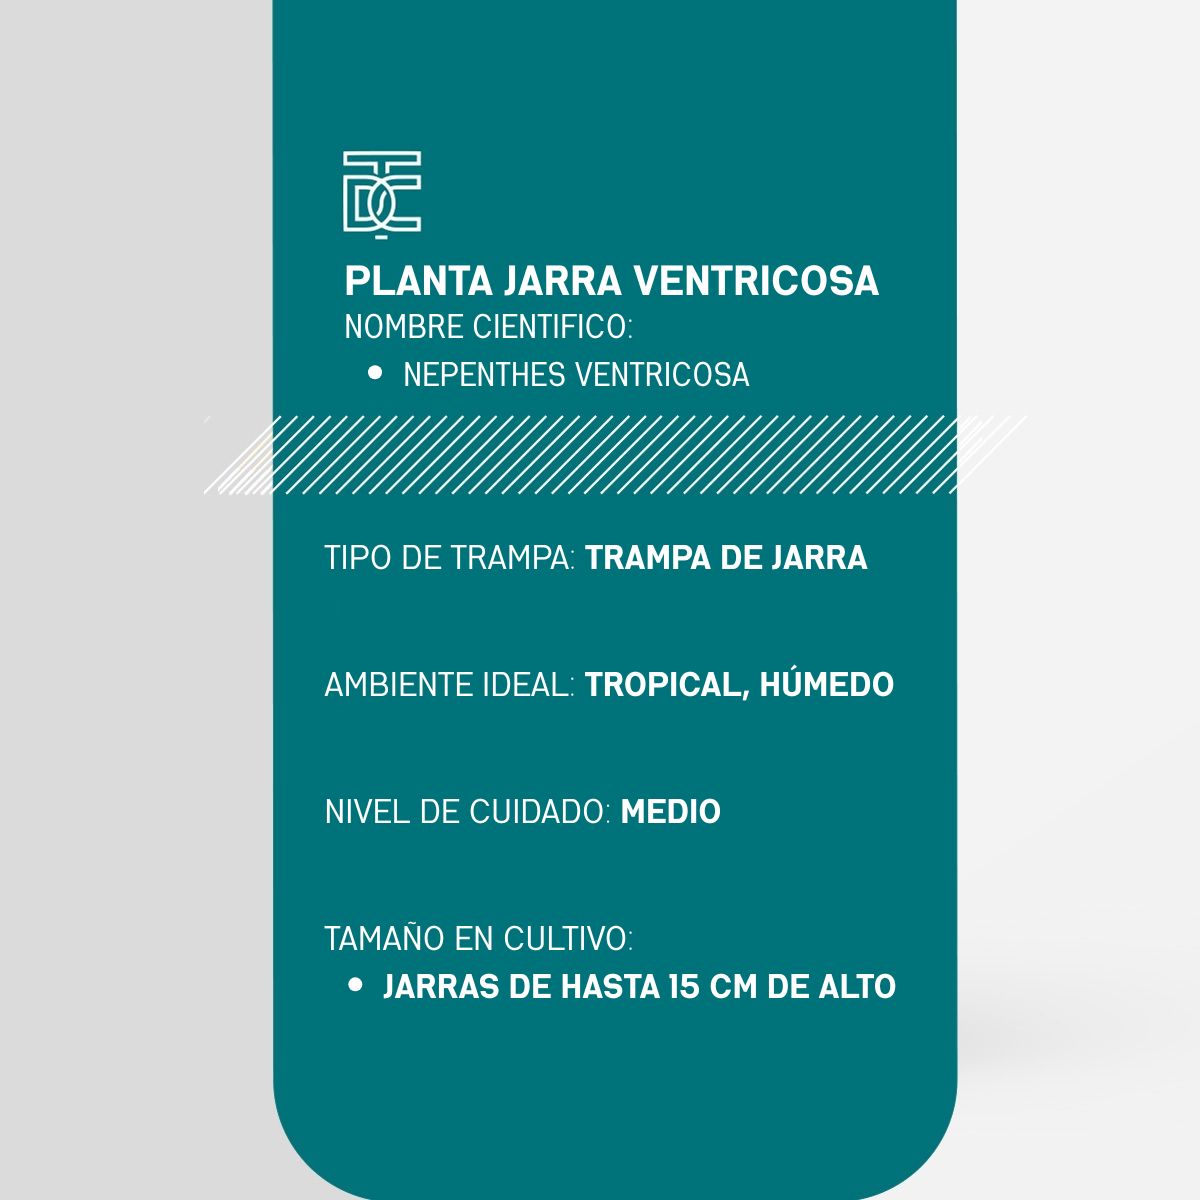 TDC
PLANTA JARRA VENTRICOSA
NOMBRE CIENTIFICO:
• NEPENTHES VENTRICOSA
TIPO DE TRAMPA: TRAMPA DE JARRA
AMBIENTE IDEAL: TROPICAL, HÚMEDO
NIVEL DE CUIDADO: MEDIO
TAMAÑO EN CULTIVO:
• JARRAS DE HASTA 15 CM DE ALTO